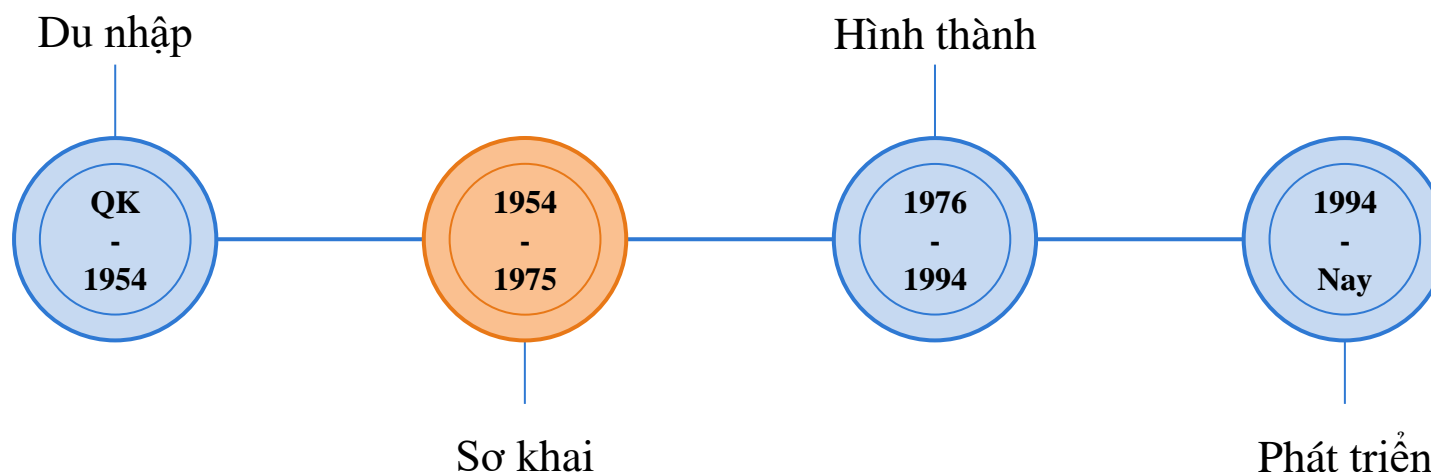 Du nhập
Hình thành
QK
-
1954
1954
-
1975
1976
-
1994
1994
-
Nay
Sơ khai
Phát triển